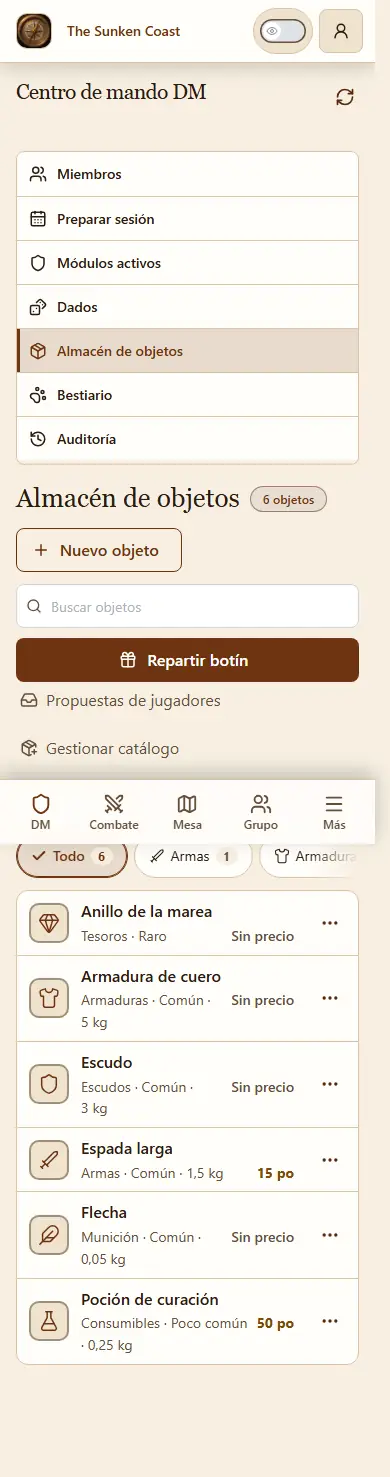 The Sunken Coast
Centro de mando DM
Miembros
Preparar sesión
Módulos activos
Dados
Almacén de objetos
Bestiario
Auditoría
Almacén de objetos 6 objetos
Nuevo objeto
Buscar objetos
Repartir botín
Propuestas de jugadores
Gestionar catálogo
DM Combate Mesa Grupo Más
Todo 6 Armas 1 Armadura
Anillo de la marea
Tesoros · Raro Sin precio
Armadura de cuero
Armaduras · Común · Sin precio
5 kg
Escudo
Escudos · Común · Sin precio
3 kg
Espada larga
Armas · Común · 1,5 kg 15 po
Flecha
Munición · Común · Sin precio
0,05 kg
Poción de curación
Consumibles · Poco común 50 po
· 0,25 kg